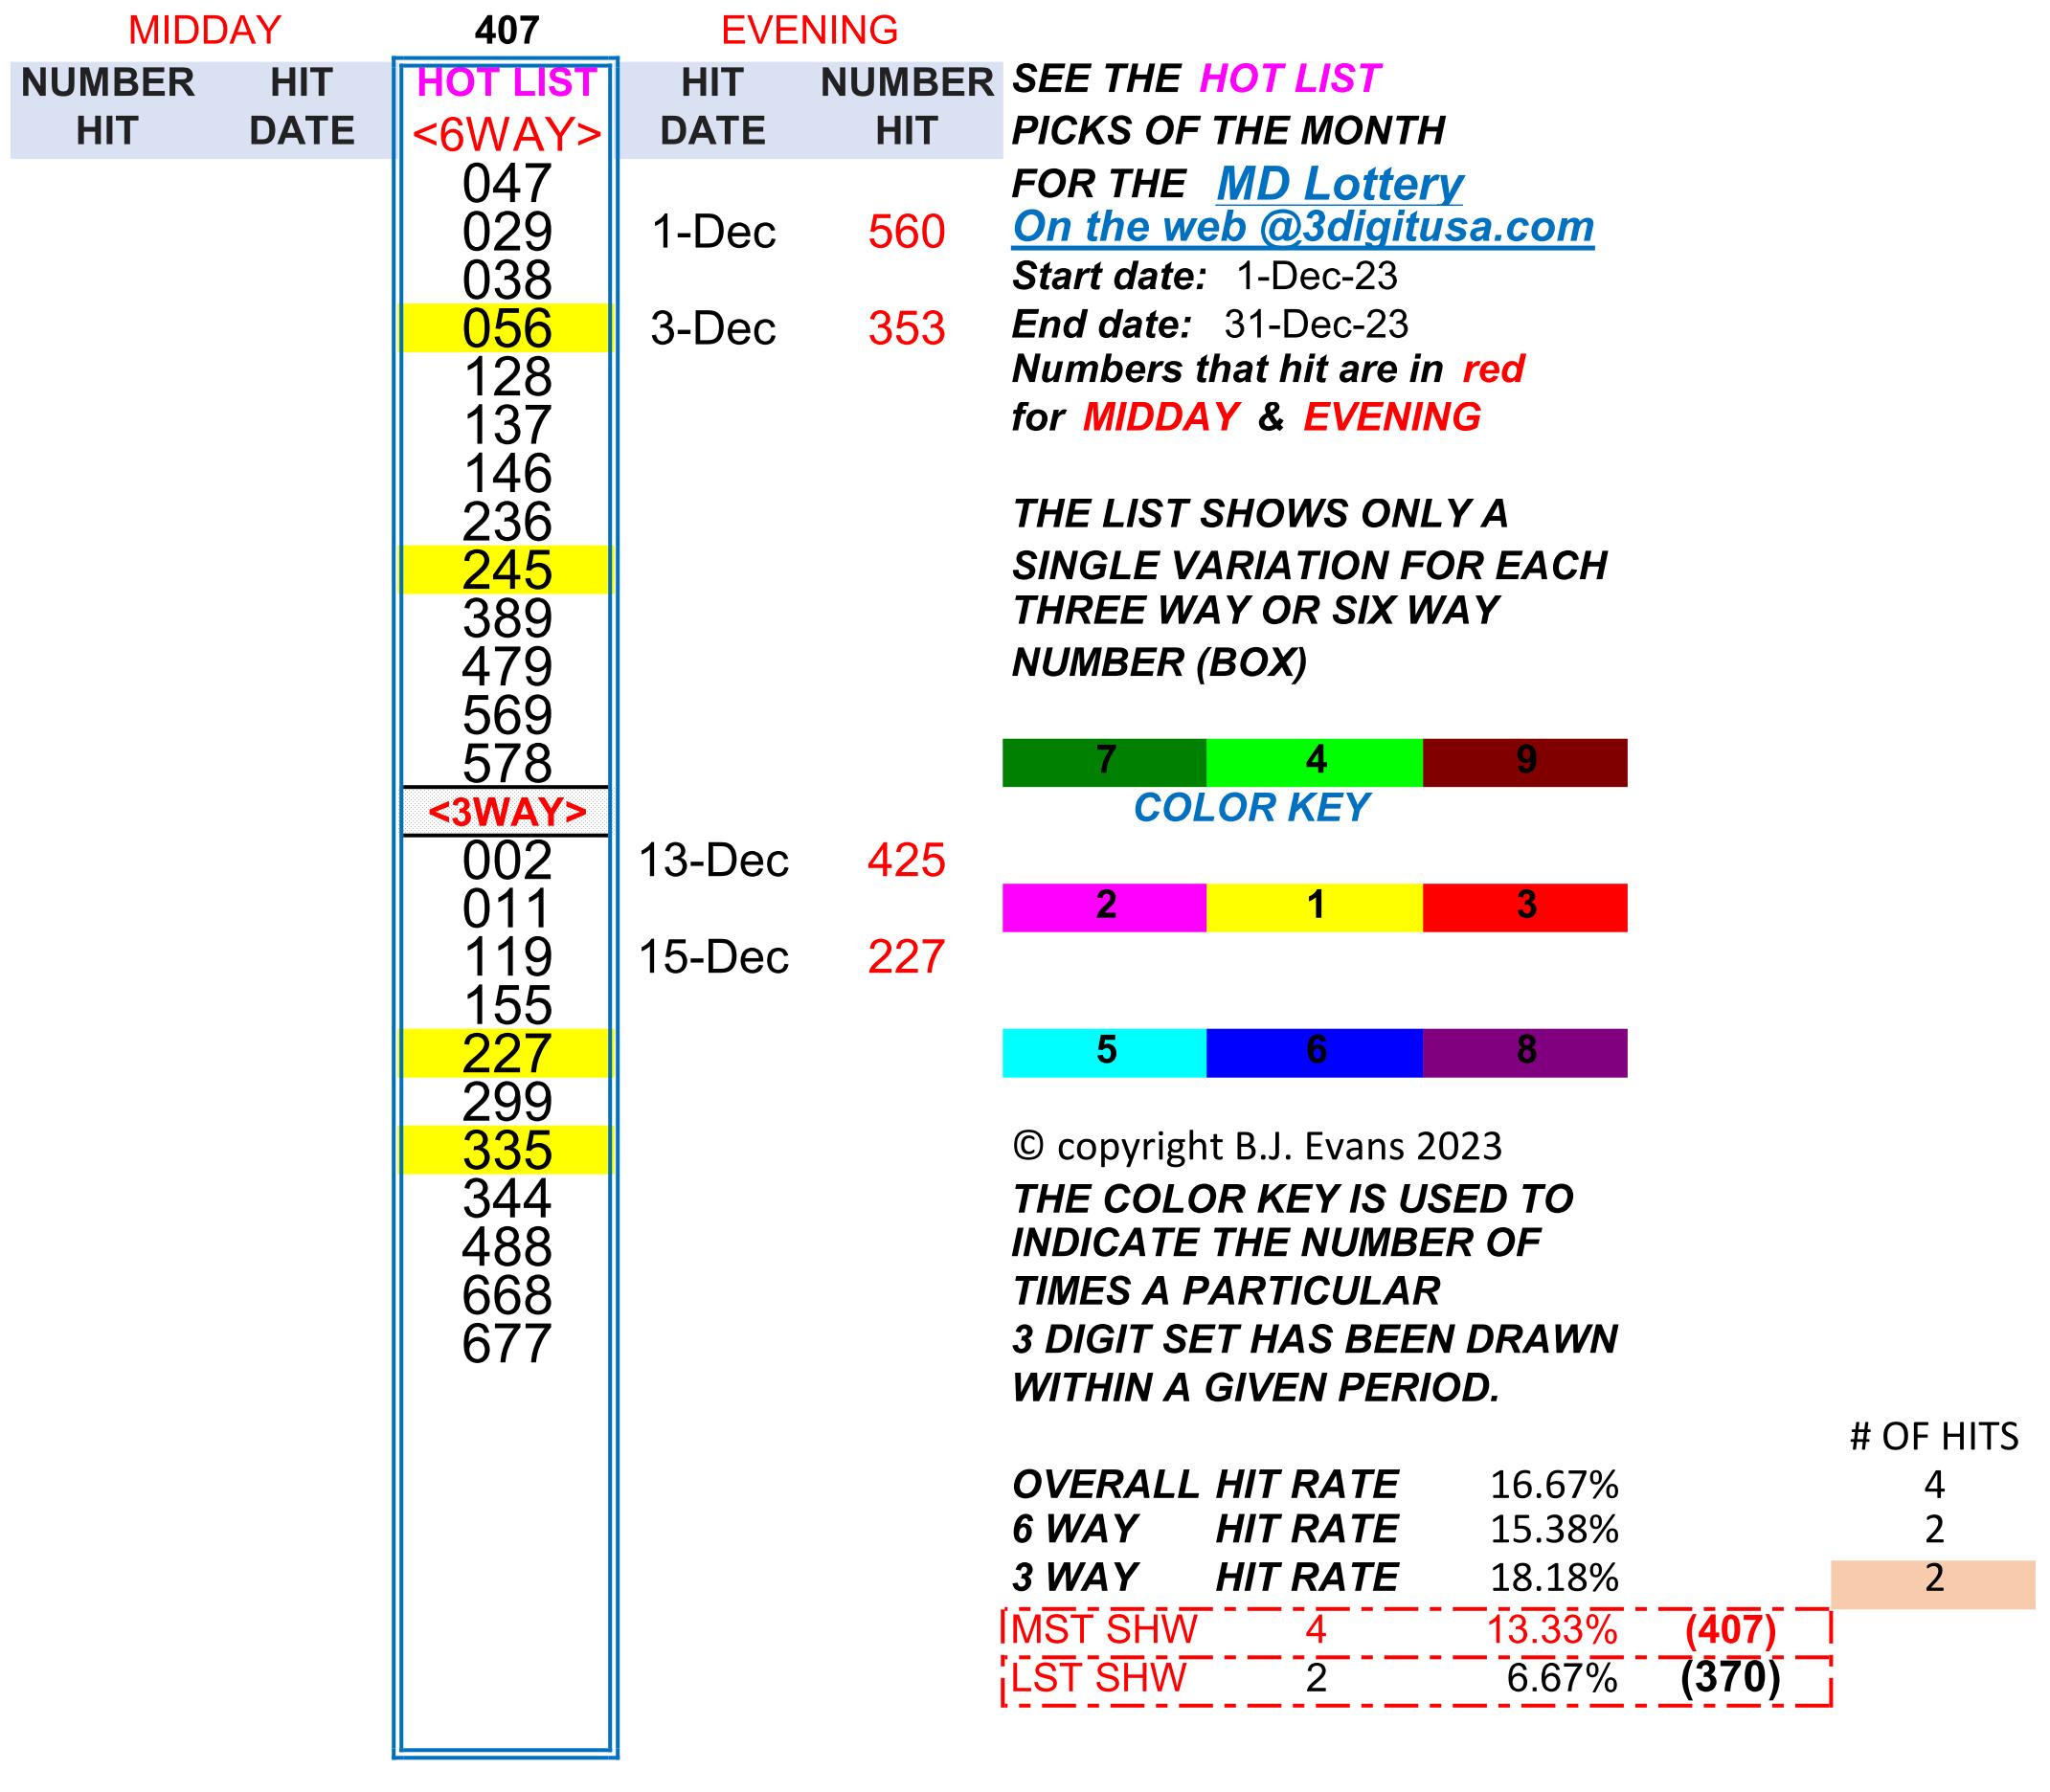 MIDDAY 407 EVENING
NUMBER HIT HOT LIST HIT NUMBER
HIT DATE <6WAY> DATE HIT
047
029 1-Dec 560
038
056 3-Dec 353
128
137
146
236
245
389
479
569
578
<3WAY>
002 13-Dec 425
011
119 15-Dec 227
155
227
299
335
344
488
668
677
SEE THE HOT LIST
PICKS OF THE MONTH
FOR THE MD Lottery
On the web @3digitusa.com
Start date: 1-Dec-23
End date: 31-Dec-23
Numbers that hit are in red
for MIDDAY & EVENING
THE LIST SHOWS ONLY A
SINGLE VARIATION FOR EACH
THREE WAY OR SIX WAY
NUMBER (BOX)
7 4 9
COLOR KEY
2 1 3
5 6 8
© copyright B.J. Evans 2023
THE COLOR KEY IS USED TO
INDICATE THE NUMBER OF
TIMES A PARTICULAR
3 DIGIT SET HAS BEEN DRAWN
WITHIN A GIVEN PERIOD.
# OF HITS
OVERALL HIT RATE 16.67% 4
6 WAY HIT RATE 15.38% 2
3 WAY HIT RATE 18.18% 2
MST SHW 4 13.33% (407)
LST SHW 2 6.67% (370)